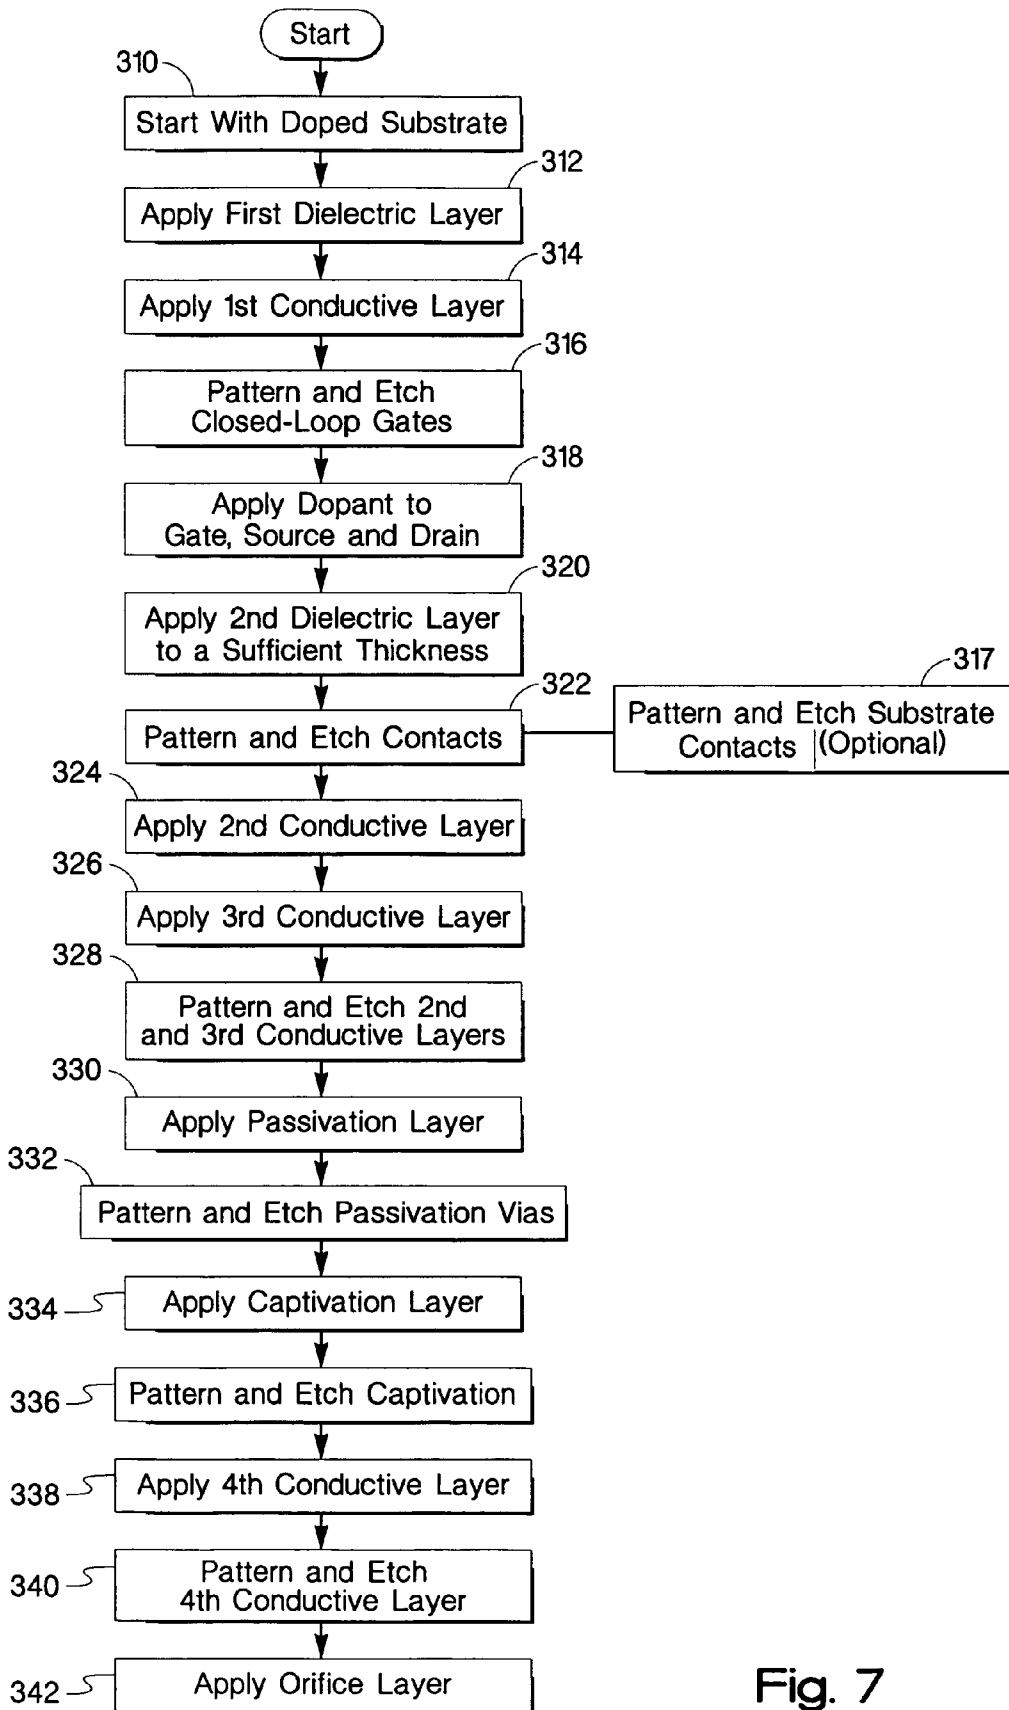 Start
310
Start With Doped Substrate
312
Apply First Dielectric Layer
314
Apply 1st Conductive Layer
316
Pattern and Etch
Closed-Loop Gates
318
Apply Dopant to
Gate, Source and Drain
320
Apply 2nd Dielectric Layer
to a Sufficient Thickness
322
Pattern and Etch Contacts
317
Pattern and Etch Substrate
Contacts (Optional)
324
Apply 2nd Conductive Layer
326
Apply 3rd Conductive Layer
328
Pattern and Etch 2nd
and 3rd Conductive Layers
330
Apply Passivation Layer
332
Pattern and Etch Passivation Vias
334
Apply Captivation Layer
336
Pattern and Etch Captivation
338
Apply 4th Conductive Layer
340
Pattern and Etch
4th Conductive Layer
342
Apply Orifice Layer
Fig. 7